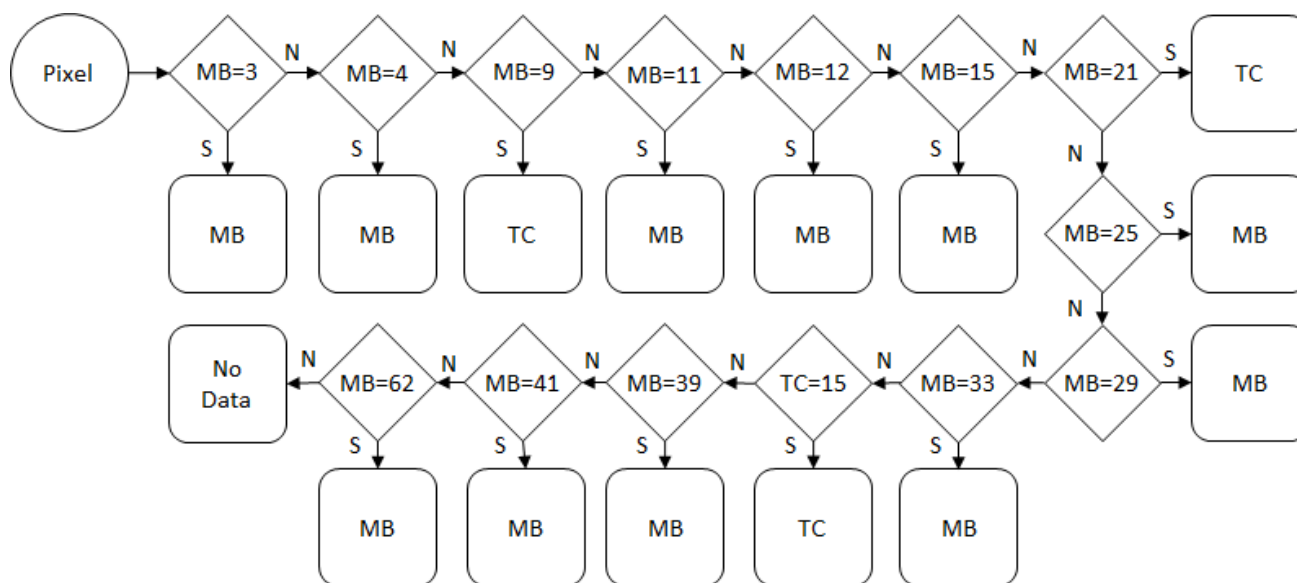 N N N N N N S
Pixel MB=3 MB=4 MB=9 MB=11 MB=12 MB=15 MB=21 TC
S S S S S S N
MB MB TC MB MB MB MB=25 S MB
N
No
Data
N MB=62 N MB=41 N MB=39 N TC=15 N MB=33 N MB=29 S MB
S S S S S
MB MB MB TC MB